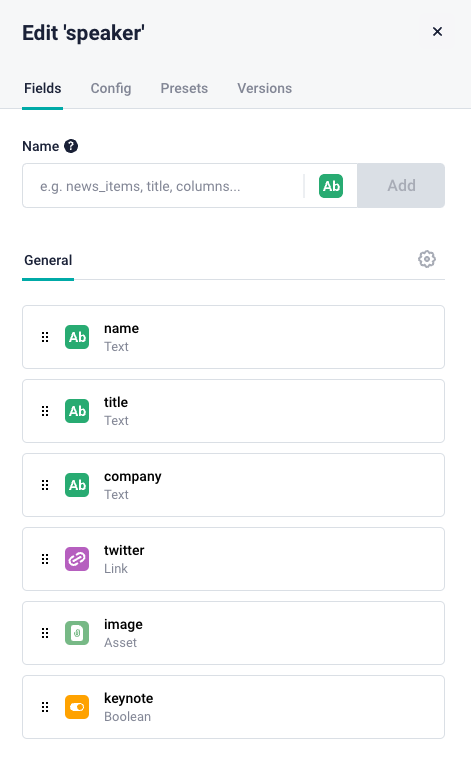 Edit 'speaker'
Fields Config Presets Versions
Name ?
e.g. news_items, title, columns... Ab Add
General
Ab name
Text
Ab title
Text
Ab company
Text
twitter
Link
image
Asset
keynote
Boolean